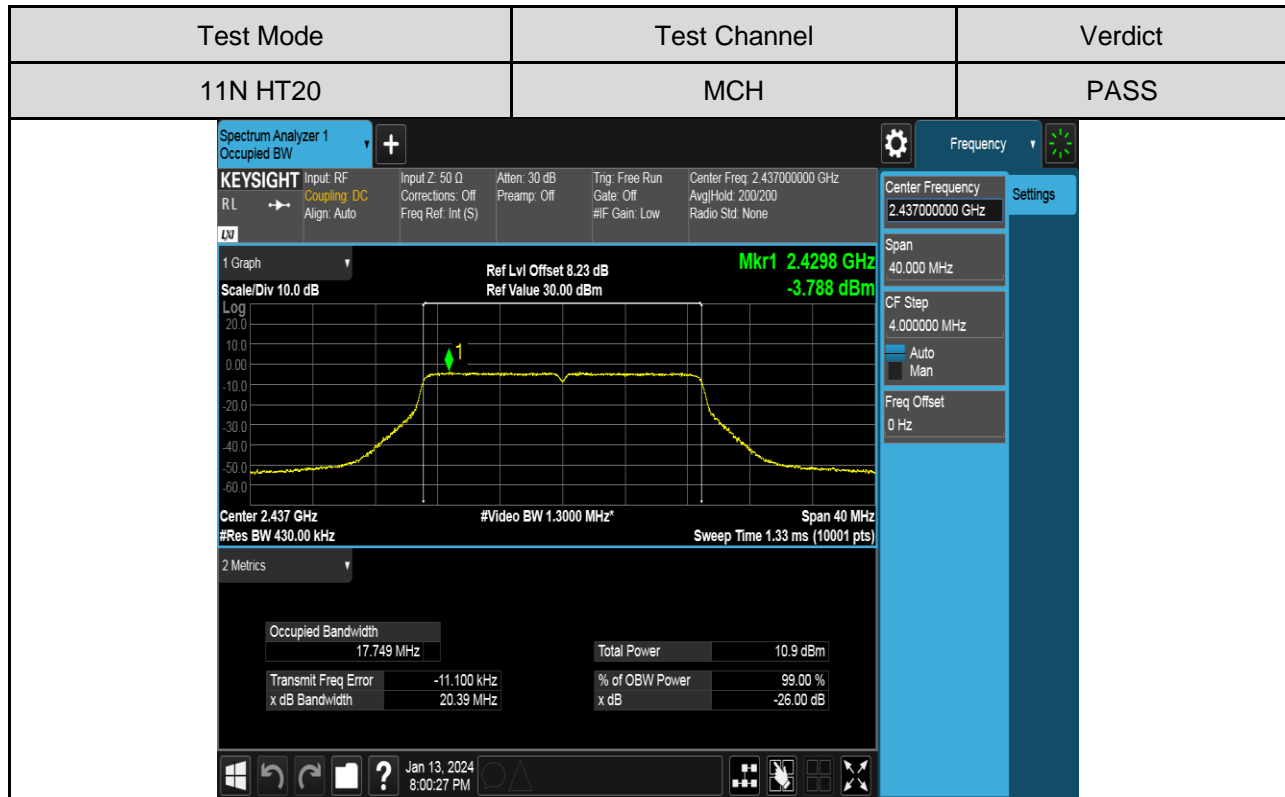 Test Mode Test Channel Verdict
11N HT20 MCH PASS
Spectrum Analyzer 1
Occupied BW
+
Frequency
KEYSIGHT
RL
LXI
Input: RF
Coupling: DC
Align: Auto
Input Z: 50 Ω
Corrections: Off
Freq Ref: Int (S)
Atten: 30 dB
Preamp: Off
Trig: Free Run
Gate: Off
#IF Gain: Low
Center Freq: 2.437000000 GHz
Avg|Hold: 200/200
Radio Std: None
Center Frequency
2.437000000 GHz
Settings
Span
40.000 MHz
CF Step
4.000000 MHz
Auto
Man
Freq Offset
0 Hz
1 Graph
Scale/Div 10.0 dB
Ref Lvl Offset 8.23 dB
Ref Value 30.00 dBm
Mkr1 2.4298 GHz
-3.788 dBm
Log
20.0
10.0
0.00
-10.0
-20.0
-30.0
-40.0
-50.0
-60.0
1
Center 2.437 GHz #Video BW 1.3000 MHz* Span 40 MHz
#Res BW 430.00 kHz Sweep Time 1.33 ms (10001 pts)
2 Metrics
Occupied Bandwidth
17.749 MHz
Total Power 10.9 dBm
Transmit Freq Error -11.100 kHz
% of OBW Power 99.00 %
x dB Bandwidth 20.39 MHz
x dB -26.00 dB
?
Jan 13, 2024
8:00:27 PM